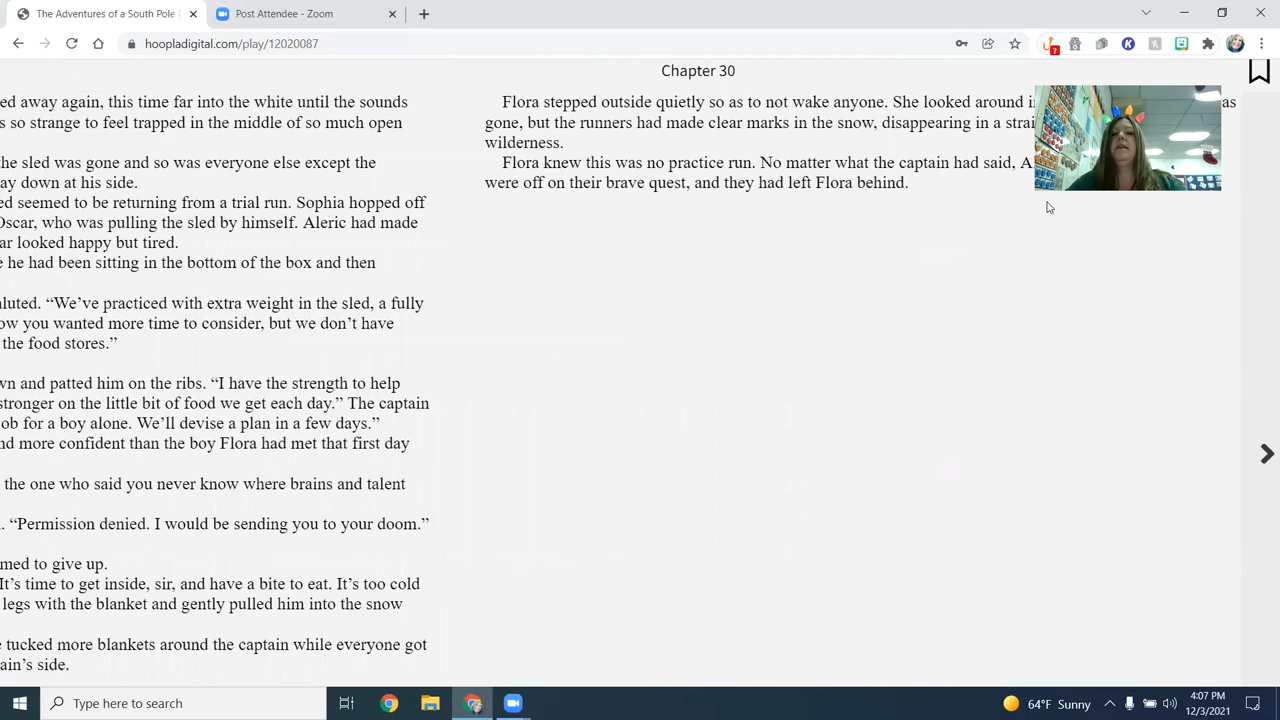 The Adventures of a South Pole
Post Attendee - Zoom
hoopladigital.com/play/12020087
Chapter 30
ed away again, this time far into the white until the sounds
s so strange to feel trapped in the middle of so much open
the sled was gone and so was everyone else except the
ay down at his side.
ed seemed to be returning from a trial run. Sophia hopped off
Oscar, who was pulling the sled by himself. Aleric had made
ar looked happy but tired.
e he had been sitting in the bottom of the box and then
luted. “We’ve practiced with extra weight in the sled, a fully
ow you wanted more time to consider, but we don’t have
the food stores.”
wn and patted him on the ribs. “I have the strength to help
stronger on the little bit of food we get each day.” The captain
ob for a boy alone. We’ll devise a plan in a few days.”
nd more confident than the boy Flora had met that first day
the one who said you never know where brains and talent
. “Permission denied. I would be sending you to your doom.”
med to give up.
It’s time to get inside, sir, and have a bite to eat. It’s too cold
legs with the blanket and gently pulled him into the snow
e tucked more blankets around the captain while everyone got
ain’s side.
Flora stepped outside quietly so as to not wake anyone. She looked around i as
gone, but the runners had made clear marks in the snow, disappearing in a strai
wilderness.
Flora knew this was no practice run. No matter what the captain had said, A
were off on their brave quest, and they had left Flora behind.
Type here to search
64°F Sunny
4:07 PM
12/3/2021